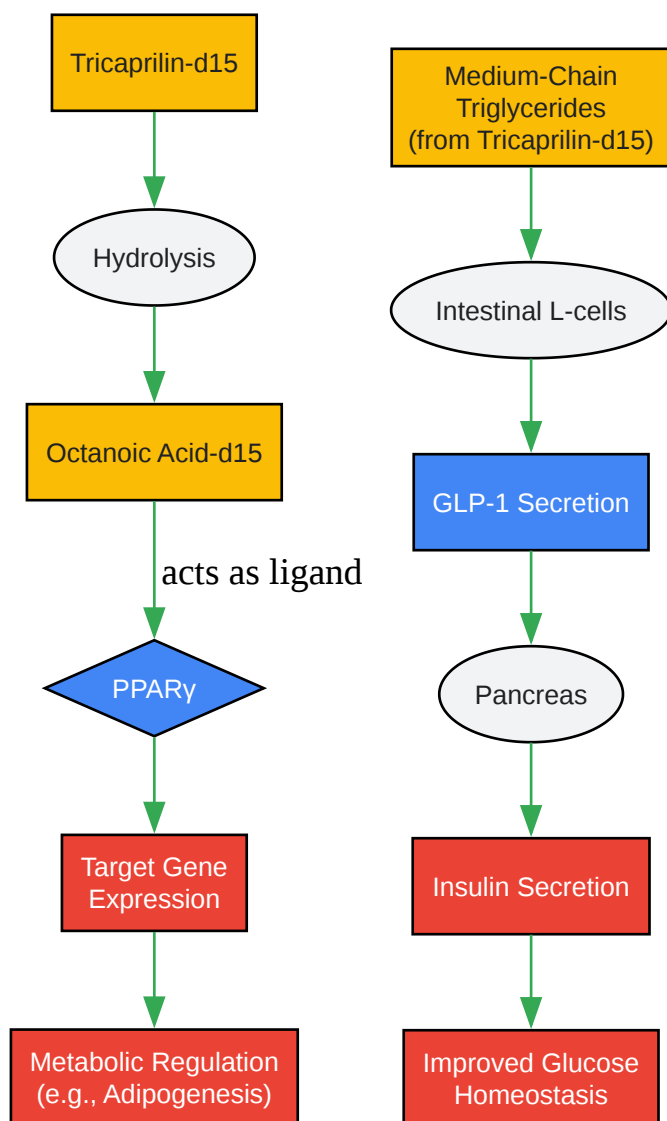 Tricaprilin-d15
Hydrolysis
Octanoic Acid-d15
acts as ligand
PPARγ
Target Gene
Expression
Metabolic Regulation
(e.g., Adipogenesis)
Medium-Chain
Triglycerides
(from Tricaprilin-d15)
Intestinal L-cells
GLP-1 Secretion
Pancreas
Insulin Secretion
Improved Glucose
Homeostasis